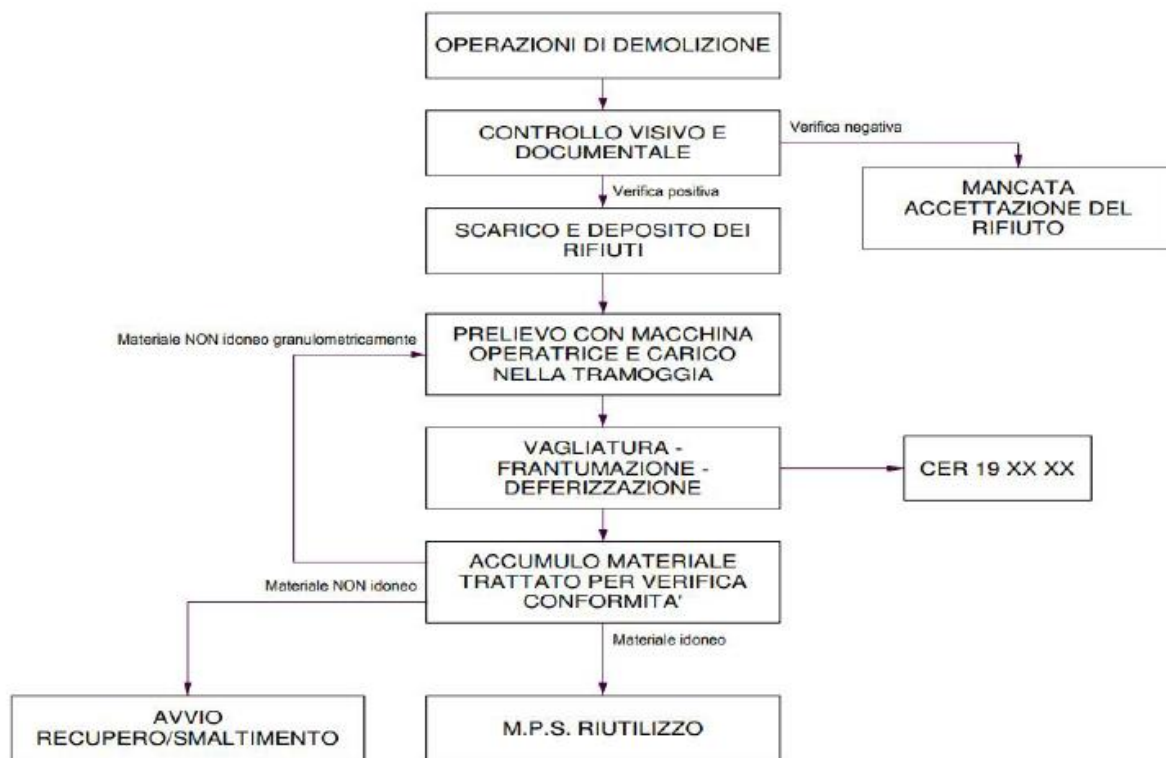 OPERAZIONI DI DEMOLIZIONE
CONTROLLO VISIVO E
DOCUMENTALE
Verifica negativa
Verifica positiva
MANCATA
ACCETTAZIONE DEL
RIFIUTO
SCARICO E DEPOSITO DEI
RIFIUTI
Materiale NON idoneo granulometricamente
PRELIEVO CON MACCHINA
OPERATRICE E CARICO
NELLA TRAMOGGIA
VAGLIATURA -
FRANTUMAZIONE -
DEFERIZZAZIONE
CER 19 XX XX
ACCUMULO MATERIALE
TRATTATO PER VERIFICA
CONFORMITA'
Materiale NON idoneo
Materiale idoneo
AVVIO
RECUPERO/SMALTIMENTO
M.P.S. RIUTILIZZO